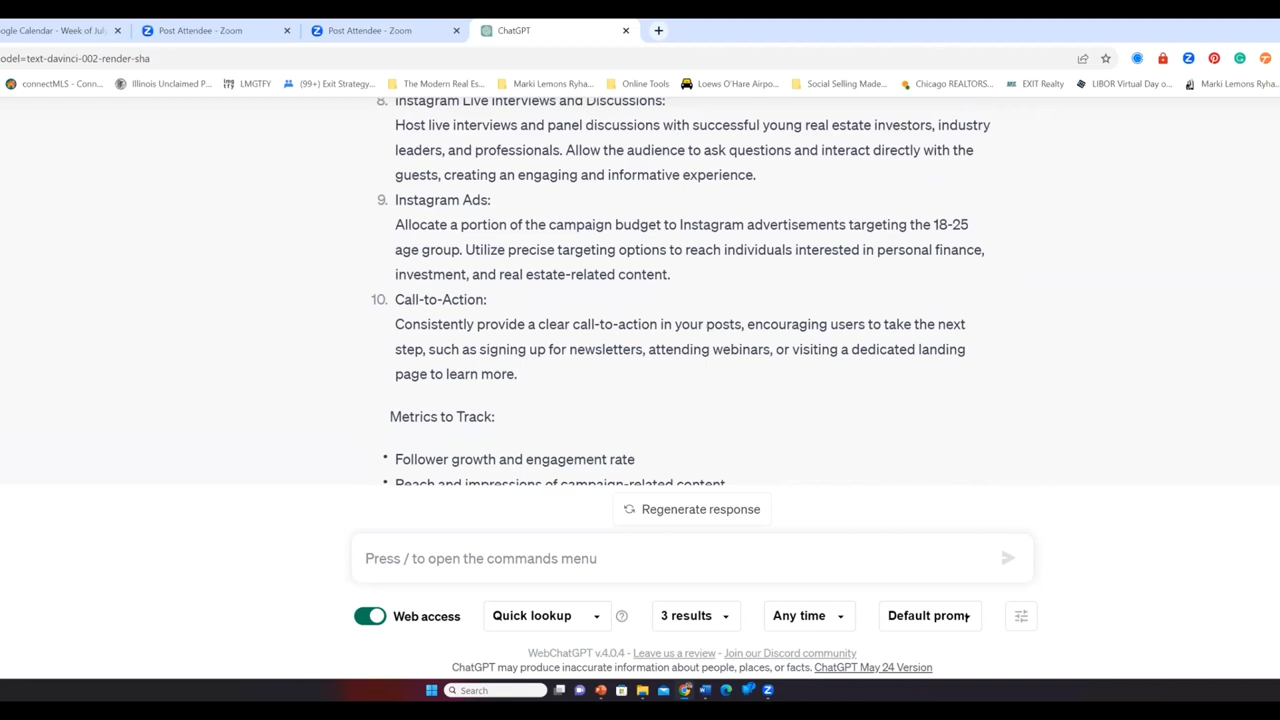 ogle Calendar - Week of July
Post Attendee - Zoom
Post Attendee - Zoom
ChatGPT
odel=text-davinci-002-render-sha
connectMLS - Conn...
Illinois Unclaimed P...
LMGTFY
(99+) Exit Strategy...
The Modern Real Es...
Marki Lemons Ryha...
Online Tools
Loews O'Hare Airpo...
Social Selling Made...
Chicago REALTORS...
EXIT Realty
LIBOR Virtual Day o...
Marki Lemons Ryha...
8. Instagram Live Interviews and Discussions:
Host live interviews and panel discussions with successful young real estate investors, industry
leaders, and professionals. Allow the audience to ask questions and interact directly with the
guests, creating an engaging and informative experience.
9. Instagram Ads:
Allocate a portion of the campaign budget to Instagram advertisements targeting the 18-25
age group. Utilize precise targeting options to reach individuals interested in personal finance,
investment, and real estate-related content.
10. Call-to-Action:
Consistently provide a clear call-to-action in your posts, encouraging users to take the next
step, such as signing up for newsletters, attending webinars, or visiting a dedicated landing
page to learn more.
Metrics to Track:
• Follower growth and engagement rate
• Reach and impressions of campaign-related content
Regenerate response
Press / to open the commands menu
Web access
Quick lookup
3 results
Any time
Default promp
WebChatGPT v.4.0.4 - Leave us a review - Join our Discord community
ChatGPT may produce inaccurate information about people, places, or facts. ChatGPT May 24 Version
Search